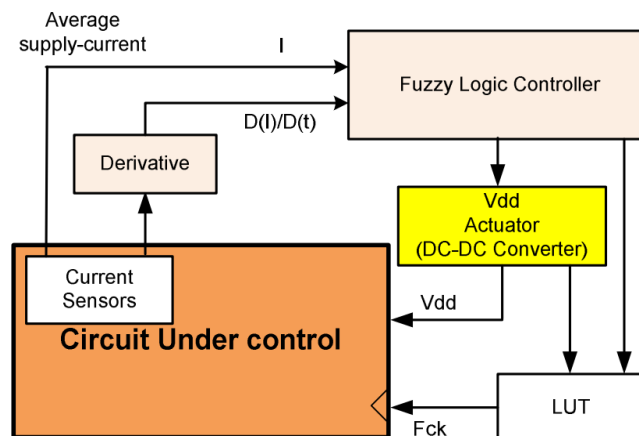 Average
supply-current
I
Fuzzy Logic Controller
D(I)/D(t)
Derivative
Vdd
Actuator
(DC-DC Converter)
Current
Sensors
Vdd
Circuit Under control
LUT
Fck